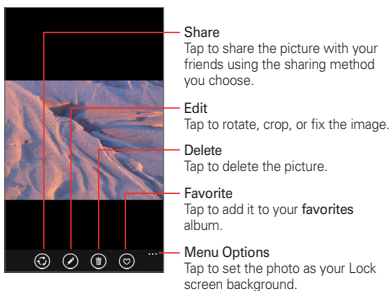 Share
Tap to share the picture with your
friends using the sharing method
you choose.
Edit
Tap to rotate, crop, or fix the image.
Delete
Tap to delete the picture.
Favorite
Tap to add it to your favorites
album.
Menu Options
Tap to set the photo as your Lock
screen background.